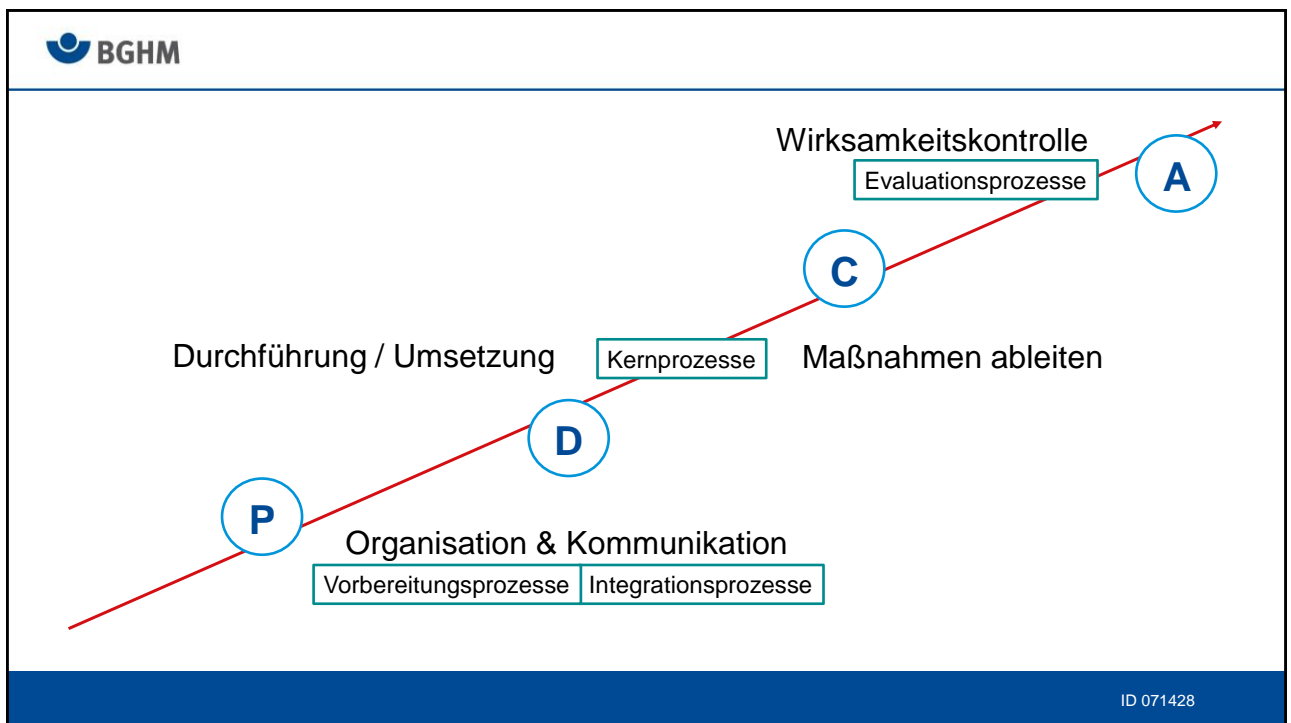 BGHM
Wirksamkeitskontrolle
Evaluationsprozesse
A
C
Durchführung / Umsetzung
Kernprozesse
Maßnahmen ableiten
D
P
Organisation & Kommunikation
Vorbereitungsprozesse
Integrationsprozesse
ID 071428